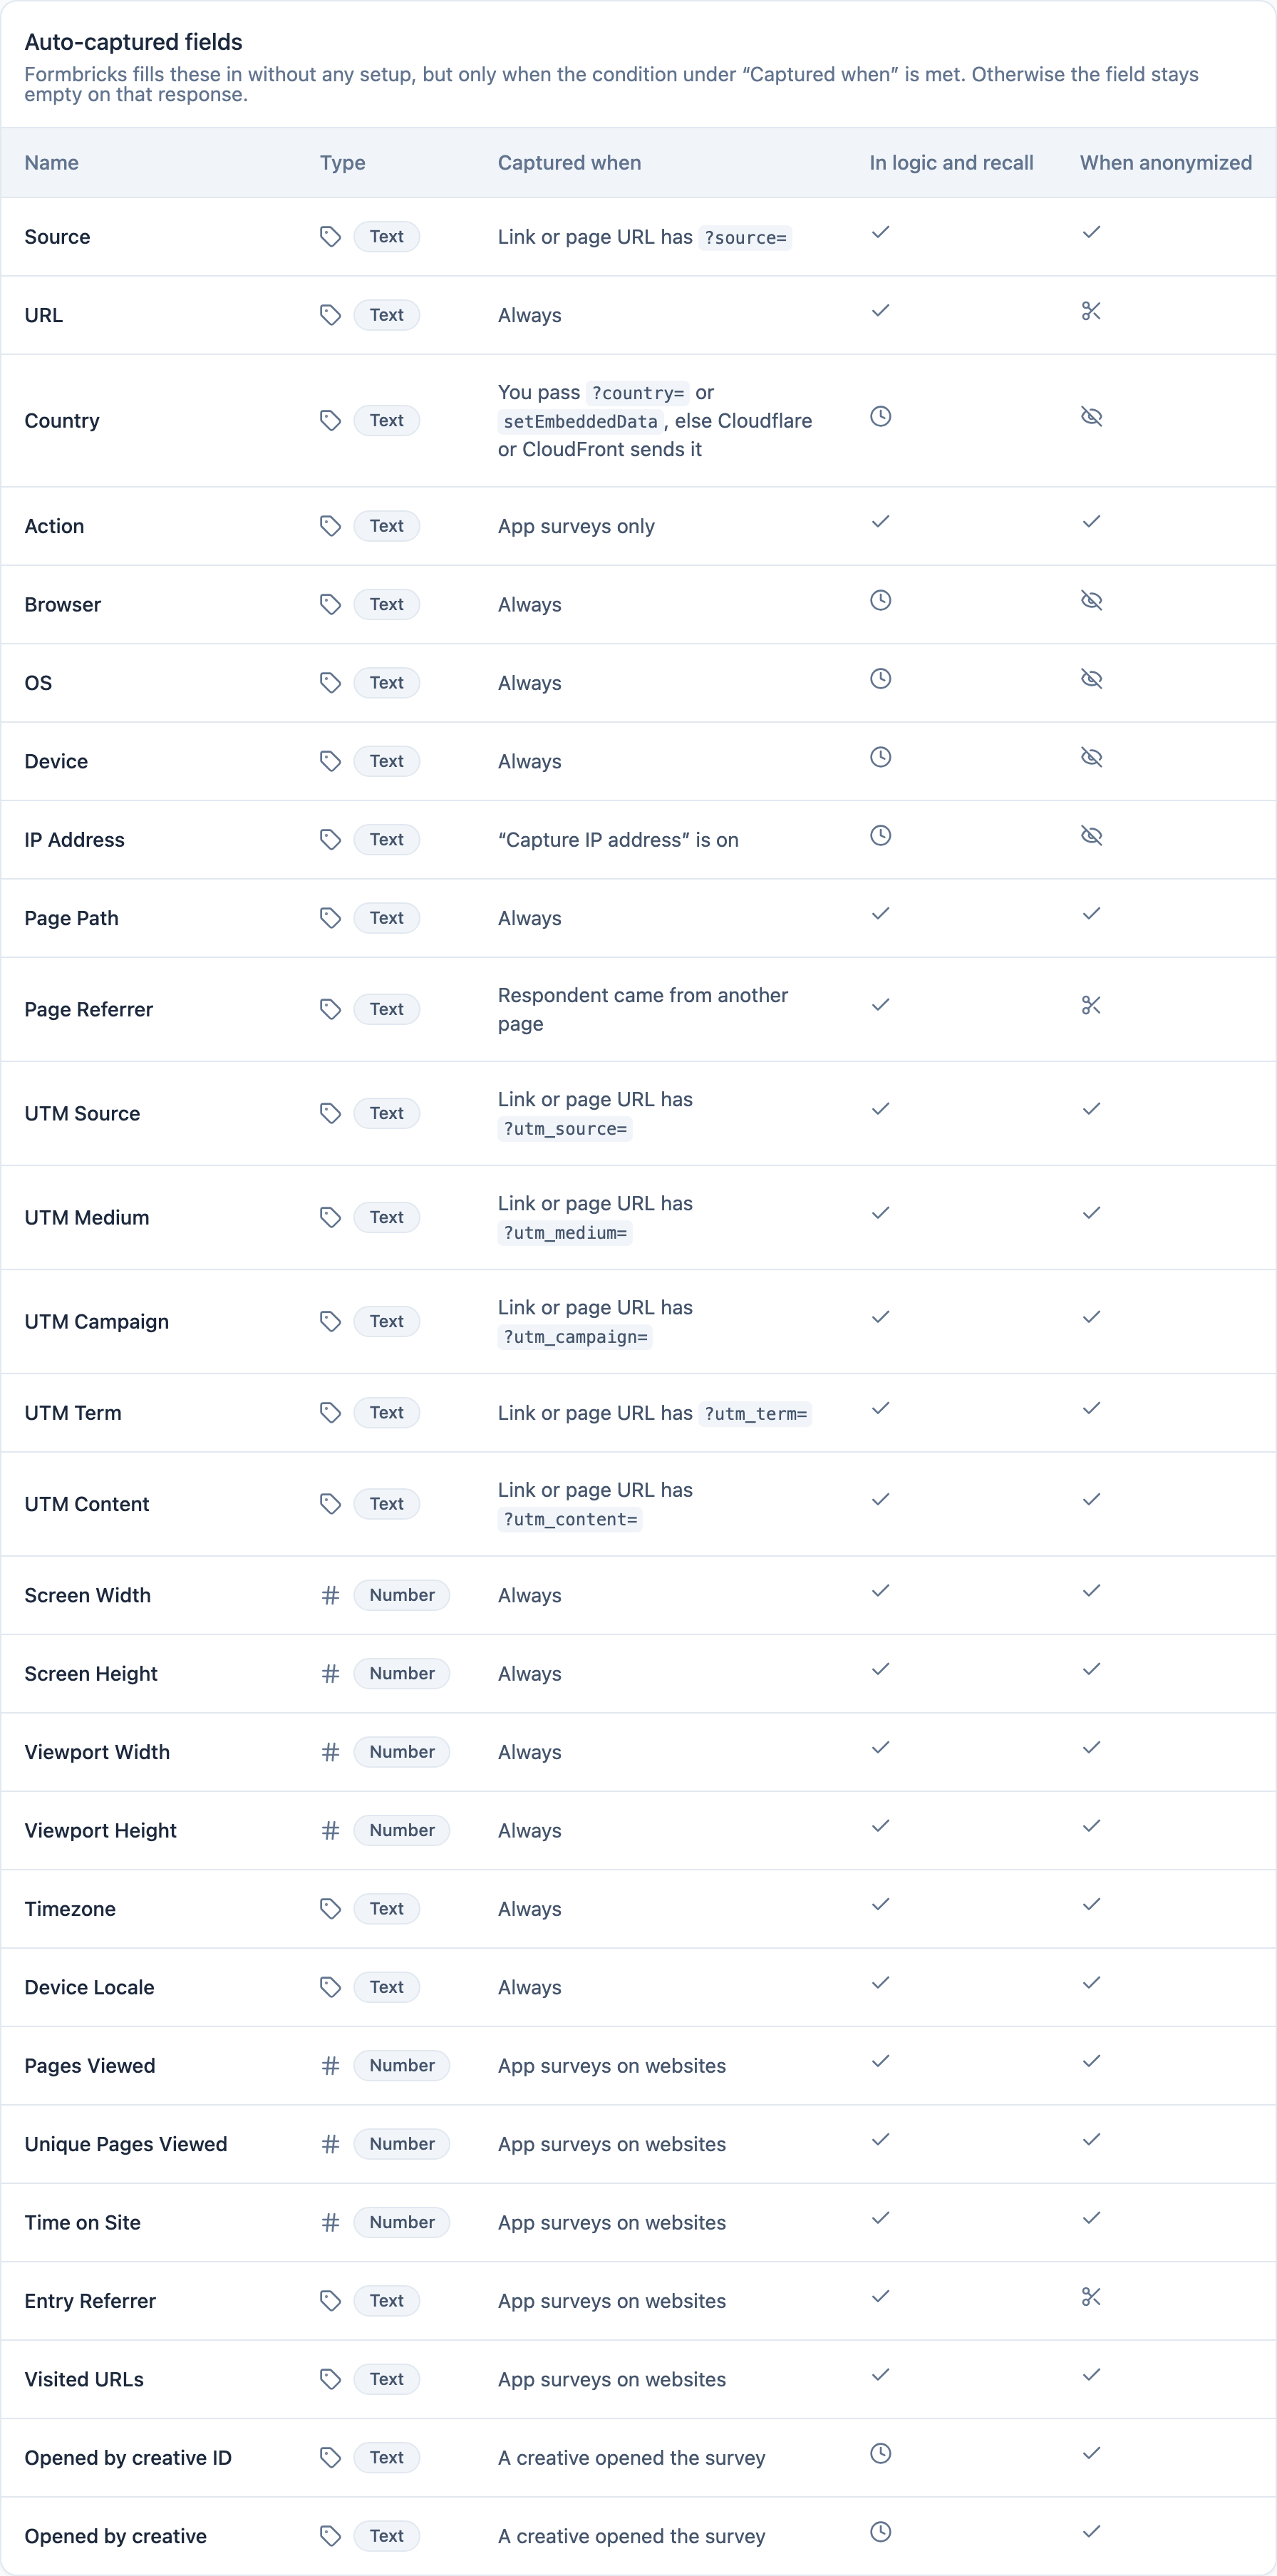 Auto-captured fields
Formbricks fills these in without any setup, but only when the condition under “Captured when” is met. Otherwise the field stays
empty on that response.
Name Type Captured when In logic and recall When anonymized
Source Text Link or page URL has ?source=
URL Text Always
Country Text You pass ?country= or
setEmbeddedData, else Cloudflare
or CloudFront sends it
Action Text App surveys only
Browser Text Always
OS Text Always
Device Text Always
IP Address Text “Capture IP address” is on
Page Path Text Always
Page Referrer Text Respondent came from another
page
UTM Source Text Link or page URL has
?utm_source=
UTM Medium Text Link or page URL has
?utm_medium=
UTM Campaign Text Link or page URL has
?utm_campaign=
UTM Term Text Link or page URL has ?utm_term=
UTM Content Text Link or page URL has
?utm_content=
Screen Width # Number Always
Screen Height # Number Always
Viewport Width # Number Always
Viewport Height # Number Always
Timezone Text Always
Device Locale Text Always
Pages Viewed # Number App surveys on websites
Unique Pages Viewed # Number App surveys on websites
Time on Site # Number App surveys on websites
Entry Referrer Text App surveys on websites
Visited URLs Text App surveys on websites
Opened by creative ID Text A creative opened the survey
Opened by creative Text A creative opened the survey